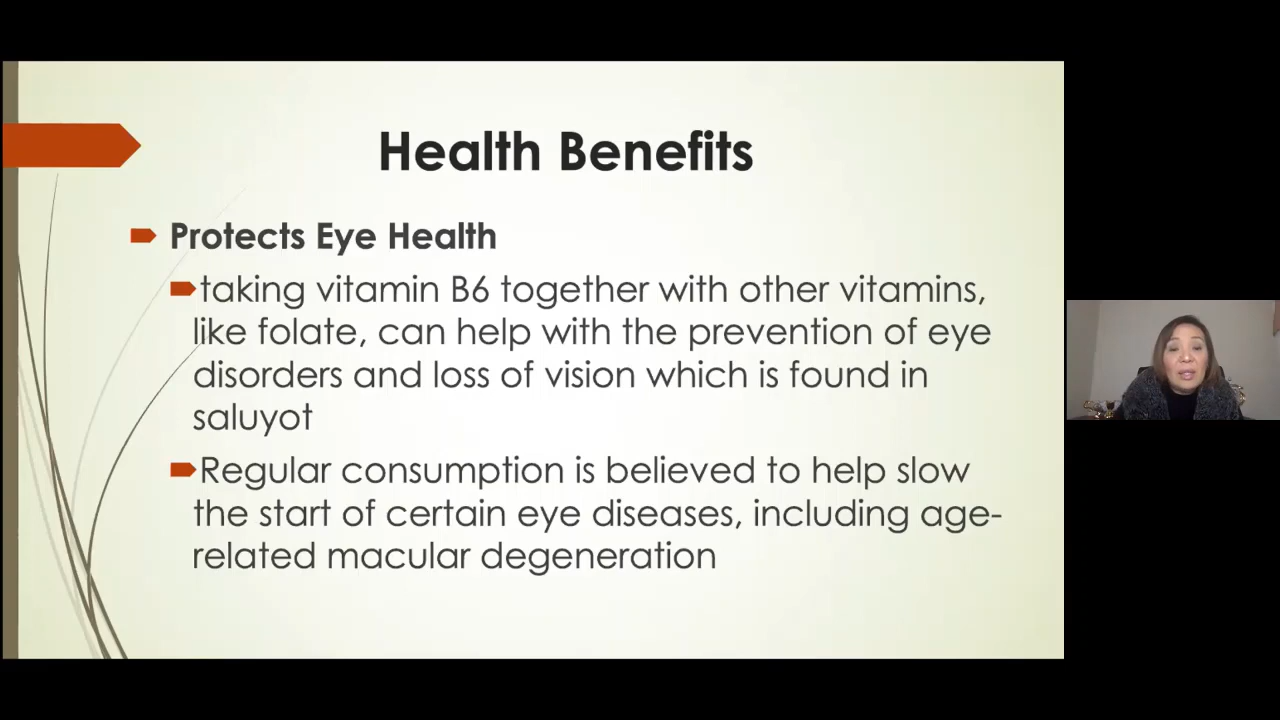 Health Benefits
Protects Eye Health
taking vitamin B6 together with other vitamins,
like folate, can help with the prevention of eye
disorders and loss of vision which is found in
saluyot
Regular consumption is believed to help slow
the start of certain eye diseases, including age-
related macular degeneration